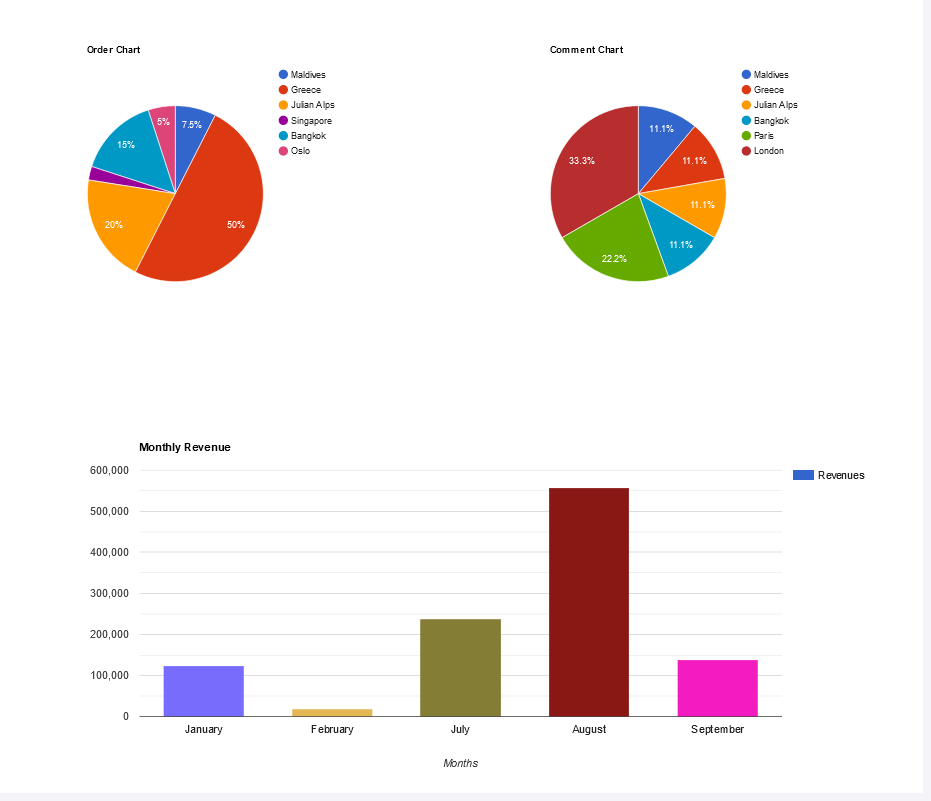 Order Chart
Maldives
Greece
Julian Alps
Singapore
Bangkok
Oslo
7.5%
50%
20%
15%
5%
Comment Chart
Maldives
Greece
Julian Alps
Bangkok
Paris
London
11.1%
11.1%
11.1%
11.1%
22.2%
33.3%
Monthly Revenue
600,000
500,000
400,000
300,000
200,000
100,000
0
January February July August September
Months
Revenues